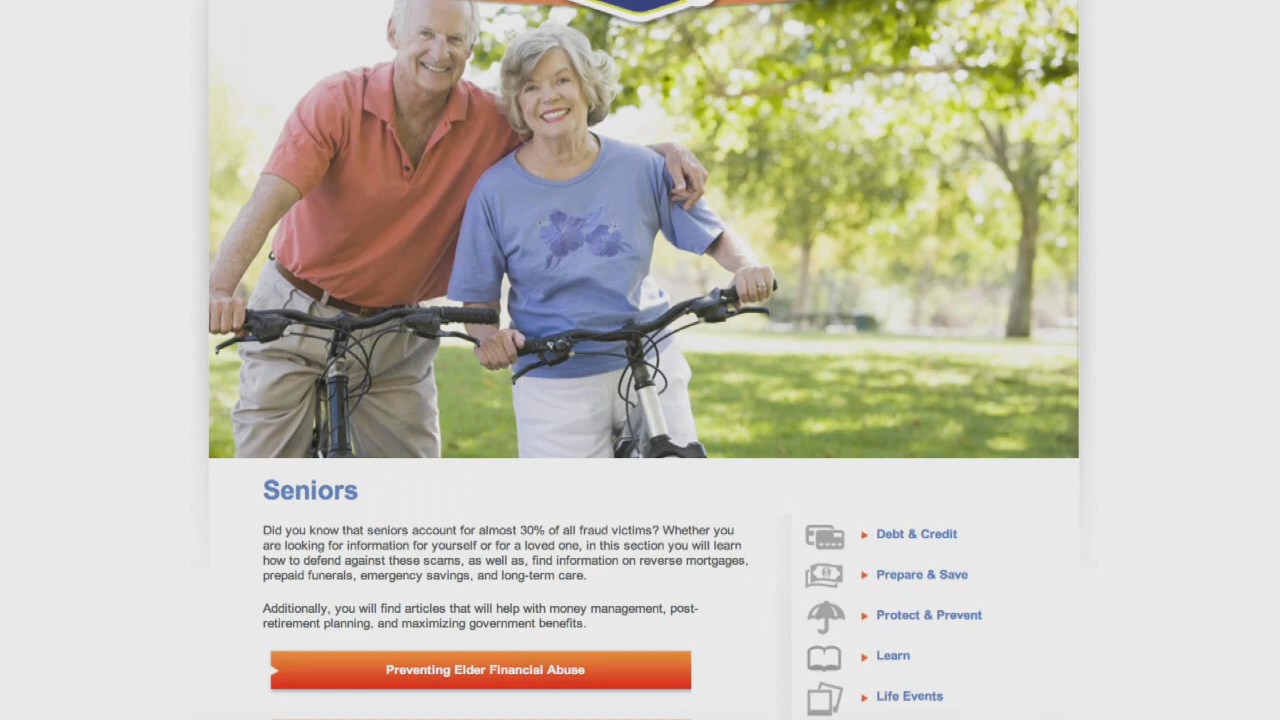 Seniors
Did you know that seniors account for almost 30% of all fraud victims? Whether you
are looking for information for yourself or for a loved one, in this section you will learn
how to defend against these scams, as well as, find information on reverse mortgages,
prepaid funerals, emergency savings, and long-term care.
Additionally, you will find articles that will help with money management, post-
retirement planning, and maximizing government benefits.
Preventing Elder Financial Abuse
Debt & Credit
Prepare & Save
Protect & Prevent
Learn
Life Events